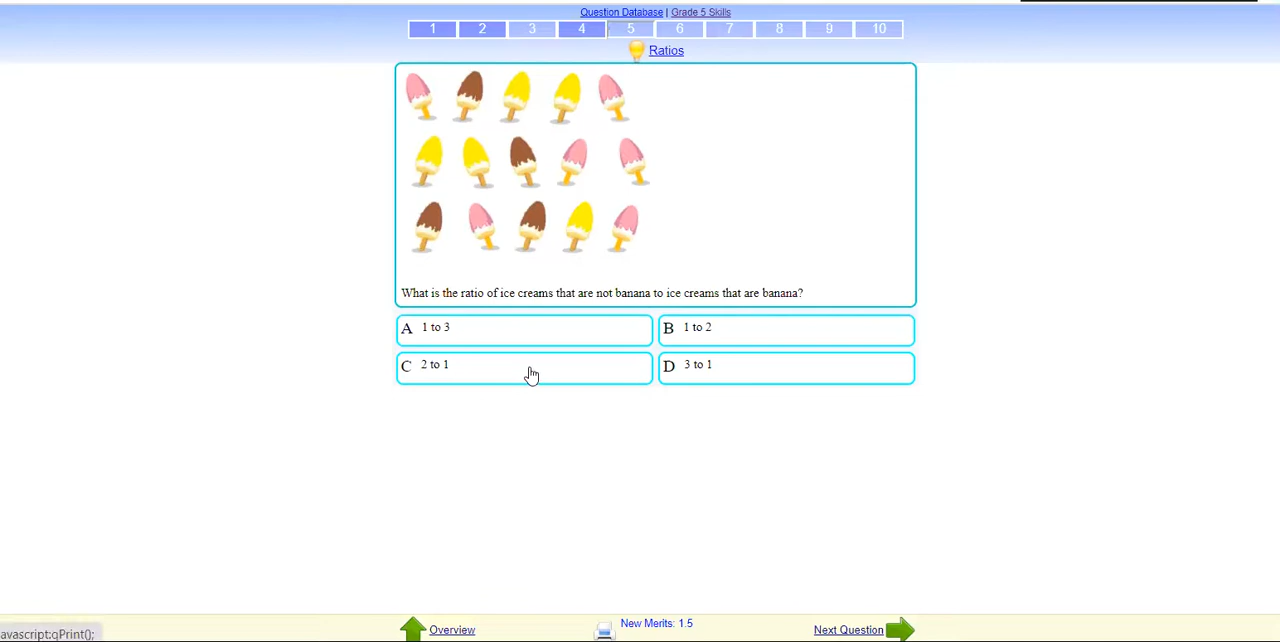 Question Database | Grade 5 Skills
1 2 3 4 5 6 7 8 9 10
Ratios
What is the ratio of ice creams that are not banana to ice creams that are banana?
A 1 to 3
B 1 to 2
C 2 to 1
D 3 to 1
avascript:qPrint();
Overview
New Merits: 1.5
Next Question